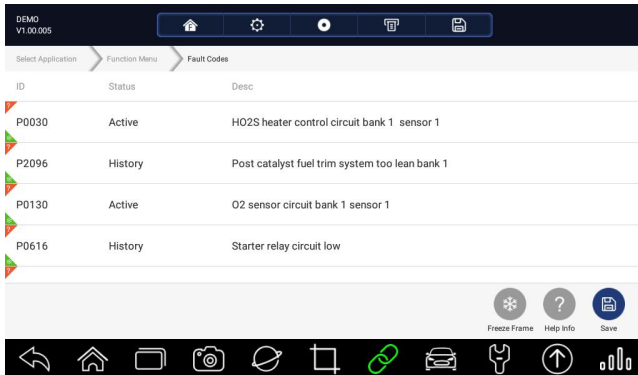 DEMO
V1.00.005
Select Application Function Menu Fault Codes
ID Status Desc
P0030 Active HO2S heater control circuit bank 1 sensor 1
P2096 History Post catalyst fuel trim system too lean bank 1
P0130 Active O2 sensor circuit bank 1 sensor 1
P0616 History Starter relay circuit low
Freeze Frame Help Info Save